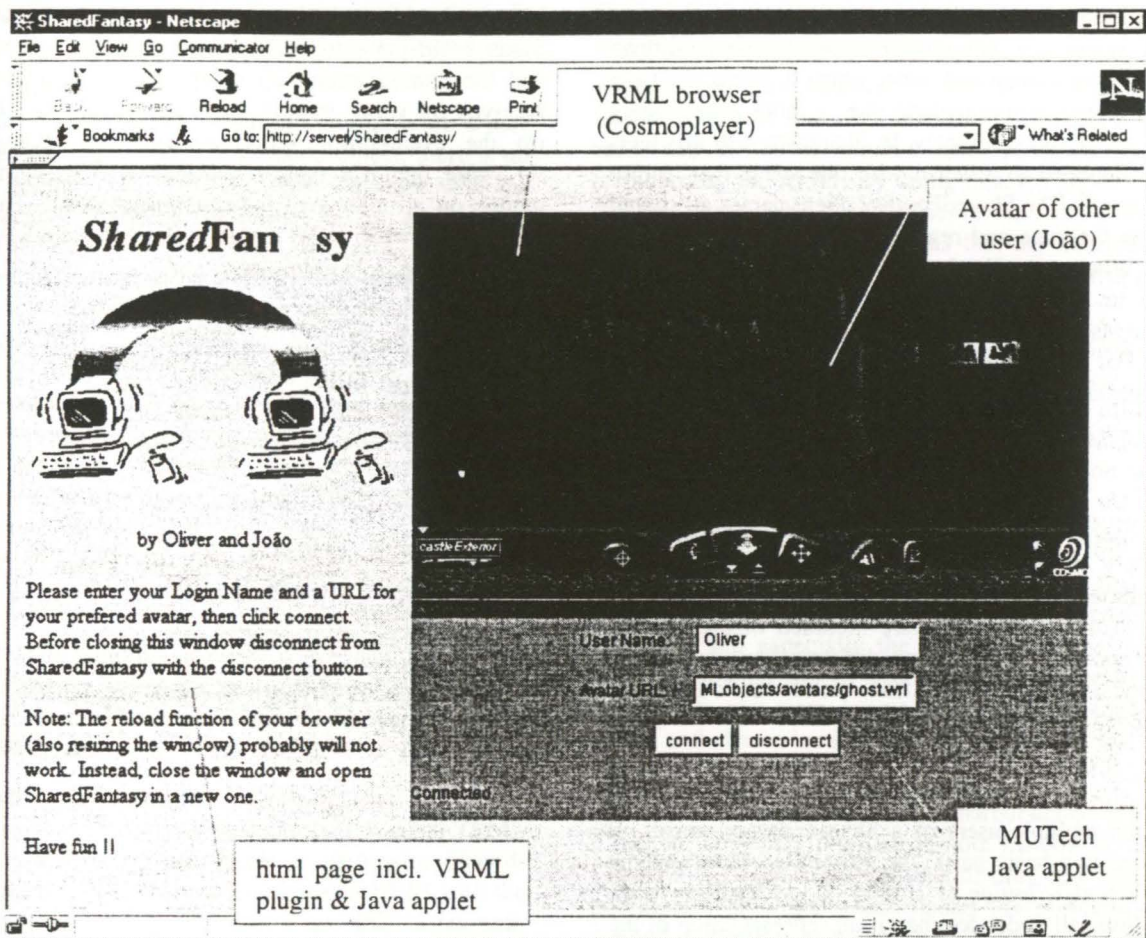 SharedFantasy - Netscape
File Edit View Go Communicator Help
Back Forward Reload Home Search Netscape Print
My
N
VRML browser
(Cosmoplayer)
Bookmarks Go to: http://server/SharedFantasy/ What's Related
Avatar of other
user (João)
SharedFan sy
by Oliver and João
castleExterior
COSMO
Please enter your Login Name and a URL for
your prefered avatar, then click connect.
Before closing this window disconnect from
SharedFantasy with the disconnect button.
Note: The reload function of your browser
(also resizing the window) probably will not
work. Instead, close the window and open
SharedFantasy in a new one.
Have fun !!
User Name: Oliver
Avatar URL: MLobjects/avatars/ghost.wrl
connect disconnect
Connected
MUTech
Java applet
html page incl. VRML
plugin & Java applet